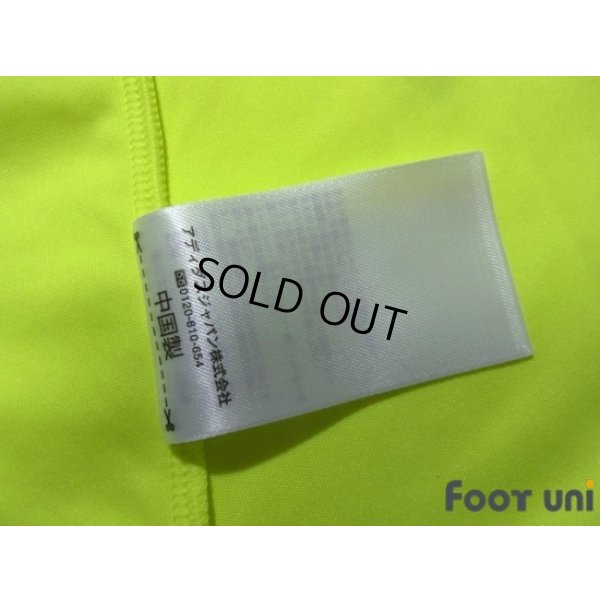 SOLD OUT
アディダスジャパン株式会社
0120-810-654
中国製
FOOT UNI